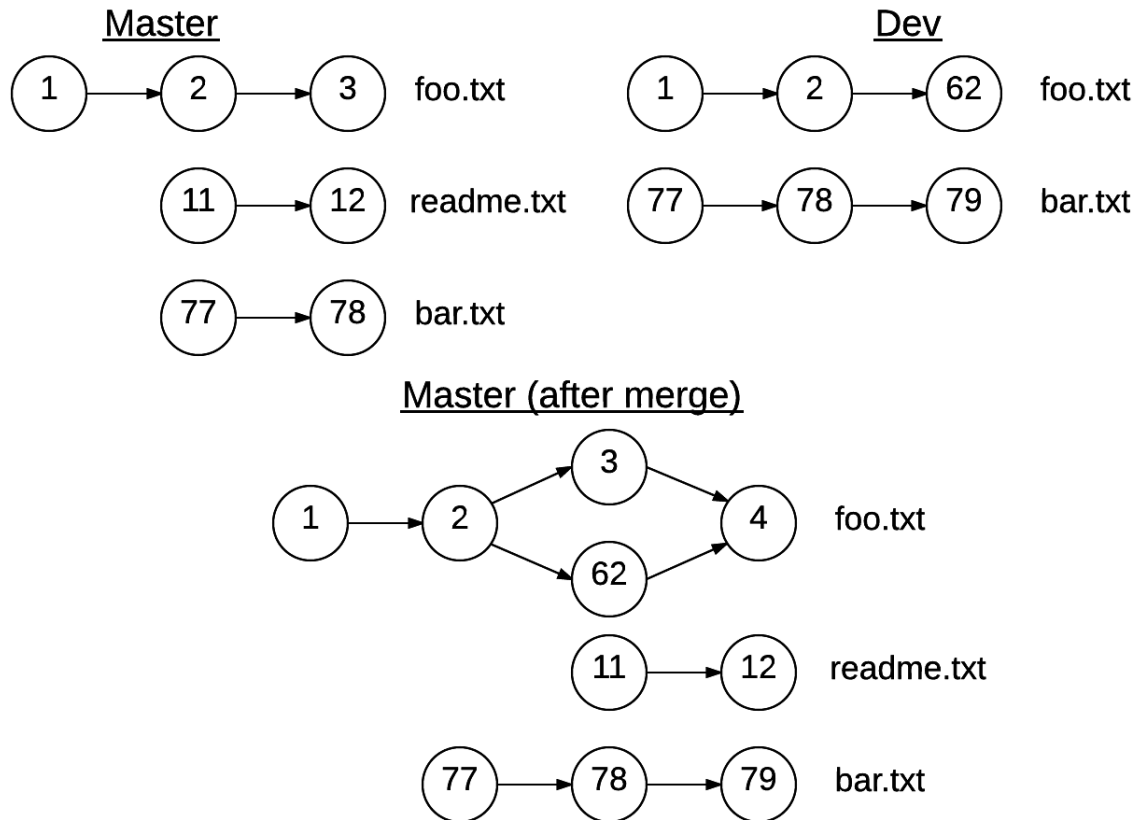 Master
1 2 3 foo.txt
11 12 readme.txt
77 78 bar.txt
Dev
1 2 62 foo.txt
77 78 79 bar.txt
Master (after merge)
3
1 2 4 foo.txt
62
11 12 readme.txt
77 78 79 bar.txt